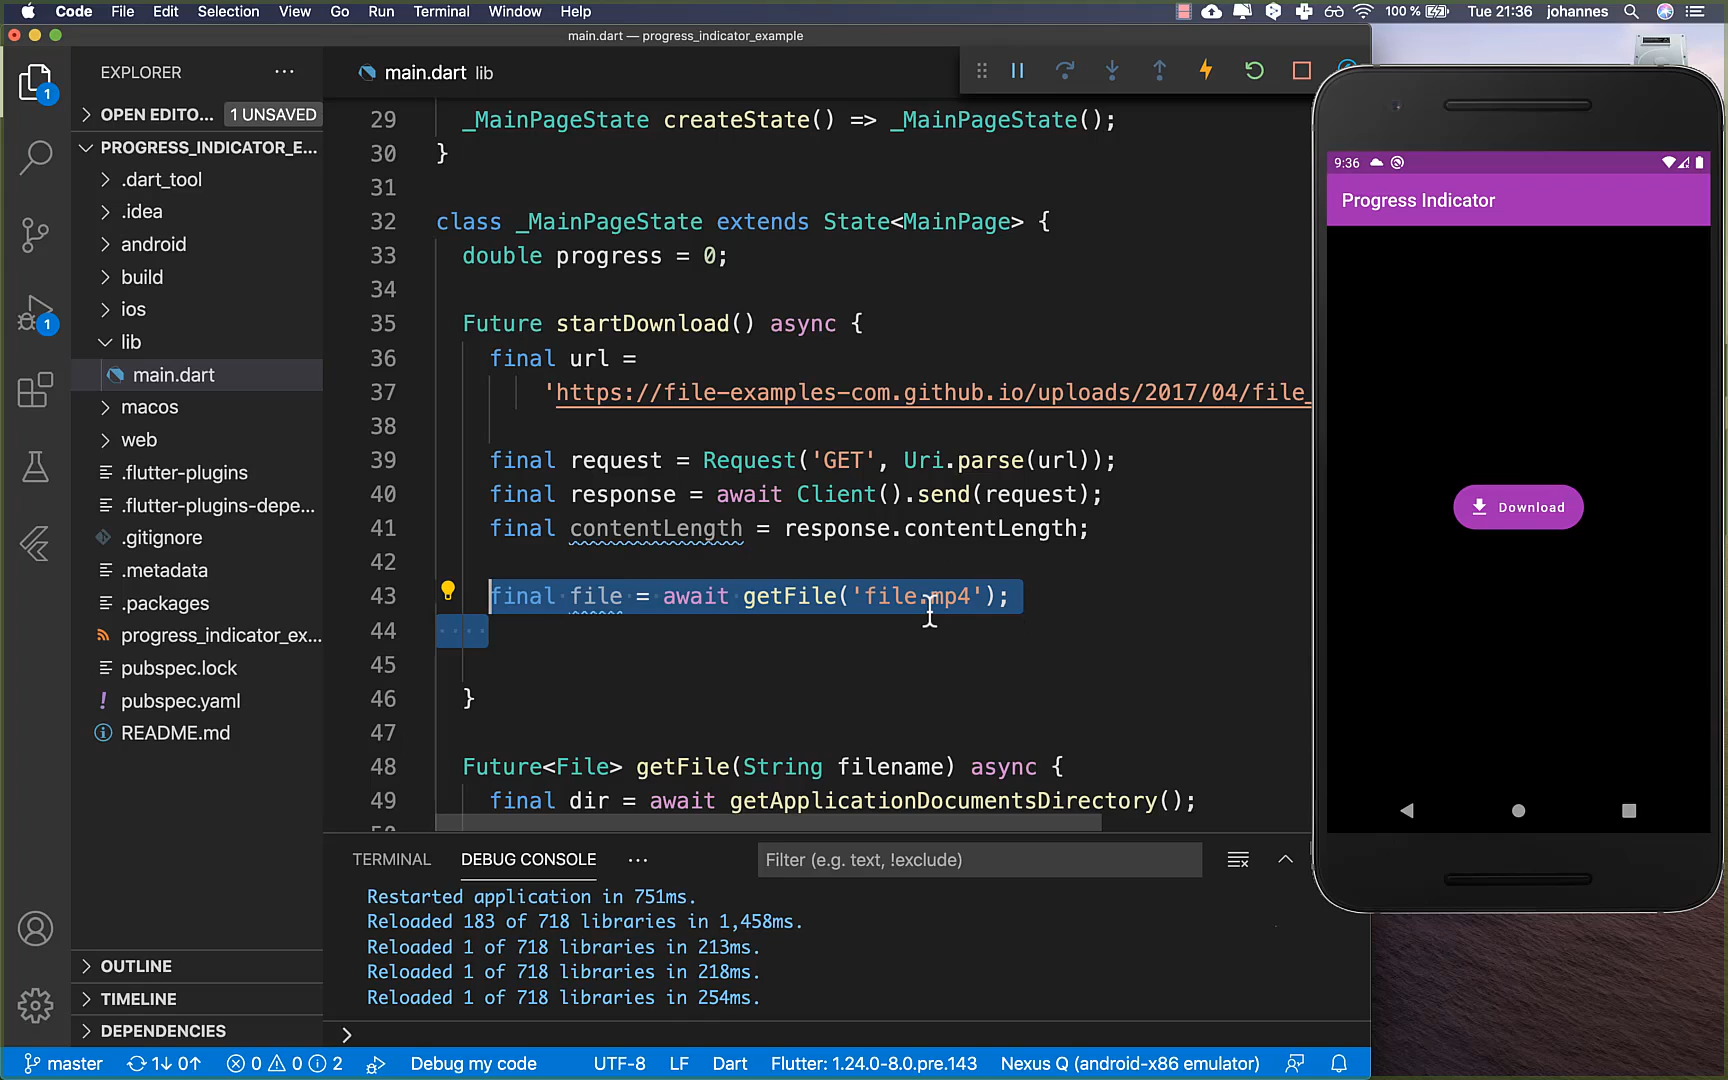 Code File Edit Selection View Go Run Terminal Window Help 100 % Tue 21:36 johannes
main.dart — progress_indicator_example
EXPLORER
1
OPEN EDITO... 1 UNSAVED
PROGRESS_INDICATOR_E...
.dart_tool
.idea
android
build
ios
1
lib
main.dart
macos
web
.flutter-plugins
.flutter-plugins-depe...
.gitignore
.metadata
.packages
progress_indicator_ex...
pubspec.lock
! pubspec.yaml
README.md
OUTLINE
TIMELINE
DEPENDENCIES
main.dart lib
29 _MainPageState createState() => _MainPageState();
30 }
31
32 class _MainPageState extends State<MainPage> {
33 double progress = 0;
34
35 Future startDownload() async {
36 final url =
37 'https://file-examples-com.github.io/uploads/2017/04/file_
38
39 final request = Request('GET', Uri.parse(url));
40 final response = await Client().send(request);
41 final contentLength = response.contentLength;
42
43 final file = await getFile('file.mp4');
44
45
46 }
47
48 Future<File> getFile(String filename) async {
49 final dir = await getApplicationDocumentsDirectory();
TERMINAL DEBUG CONSOLE ... Filter (e.g. text, !exclude)
Restarted application in 751ms.
Reloaded 183 of 718 libraries in 1,458ms.
Reloaded 1 of 718 libraries in 213ms.
Reloaded 1 of 718 libraries in 218ms.
Reloaded 1 of 718 libraries in 254ms.
master 1↓ 0↑ 0 0 2 Debug my code UTF-8 LF Dart Flutter: 1.24.0-8.0.pre.143 Nexus Q (android-x86 emulator)
9:36
Progress Indicator
Download